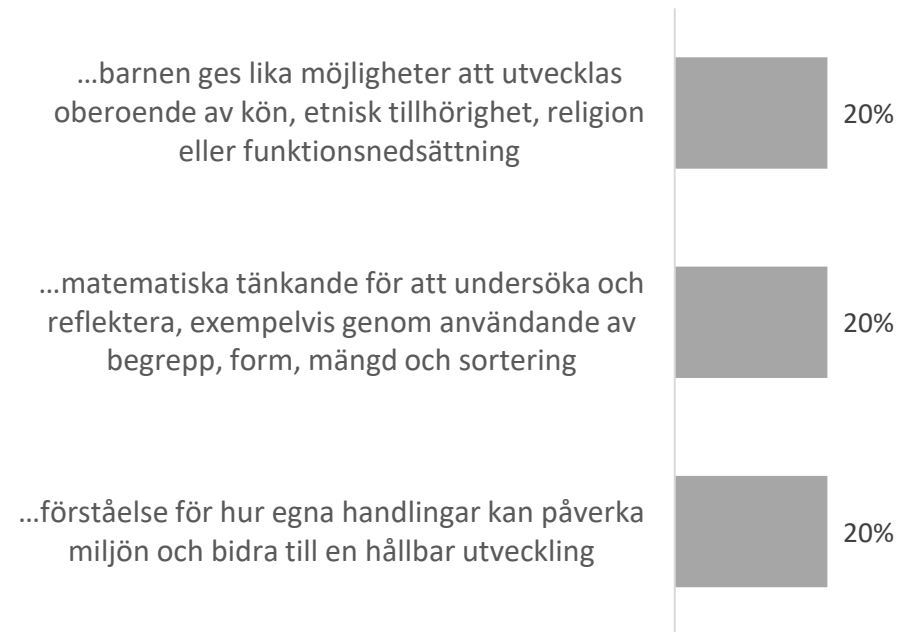 …barnen ges lika möjligheter att utvecklas
oberoende av kön, etnisk tillhörighet, religion
eller funktionsnedsättning
20%
…matematiska tänkande för att undersöka och
reflektera, exempelvis genom användande av
begrepp, form, mängd och sortering
20%
…förståelse för hur egna handlingar kan påverka
miljön och bidra till en hållbar utveckling
20%